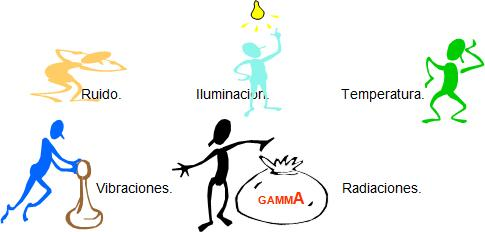 Ruido.
Iluminación.
Temperatura.
Vibraciones.
GAMMA
Radiaciones.